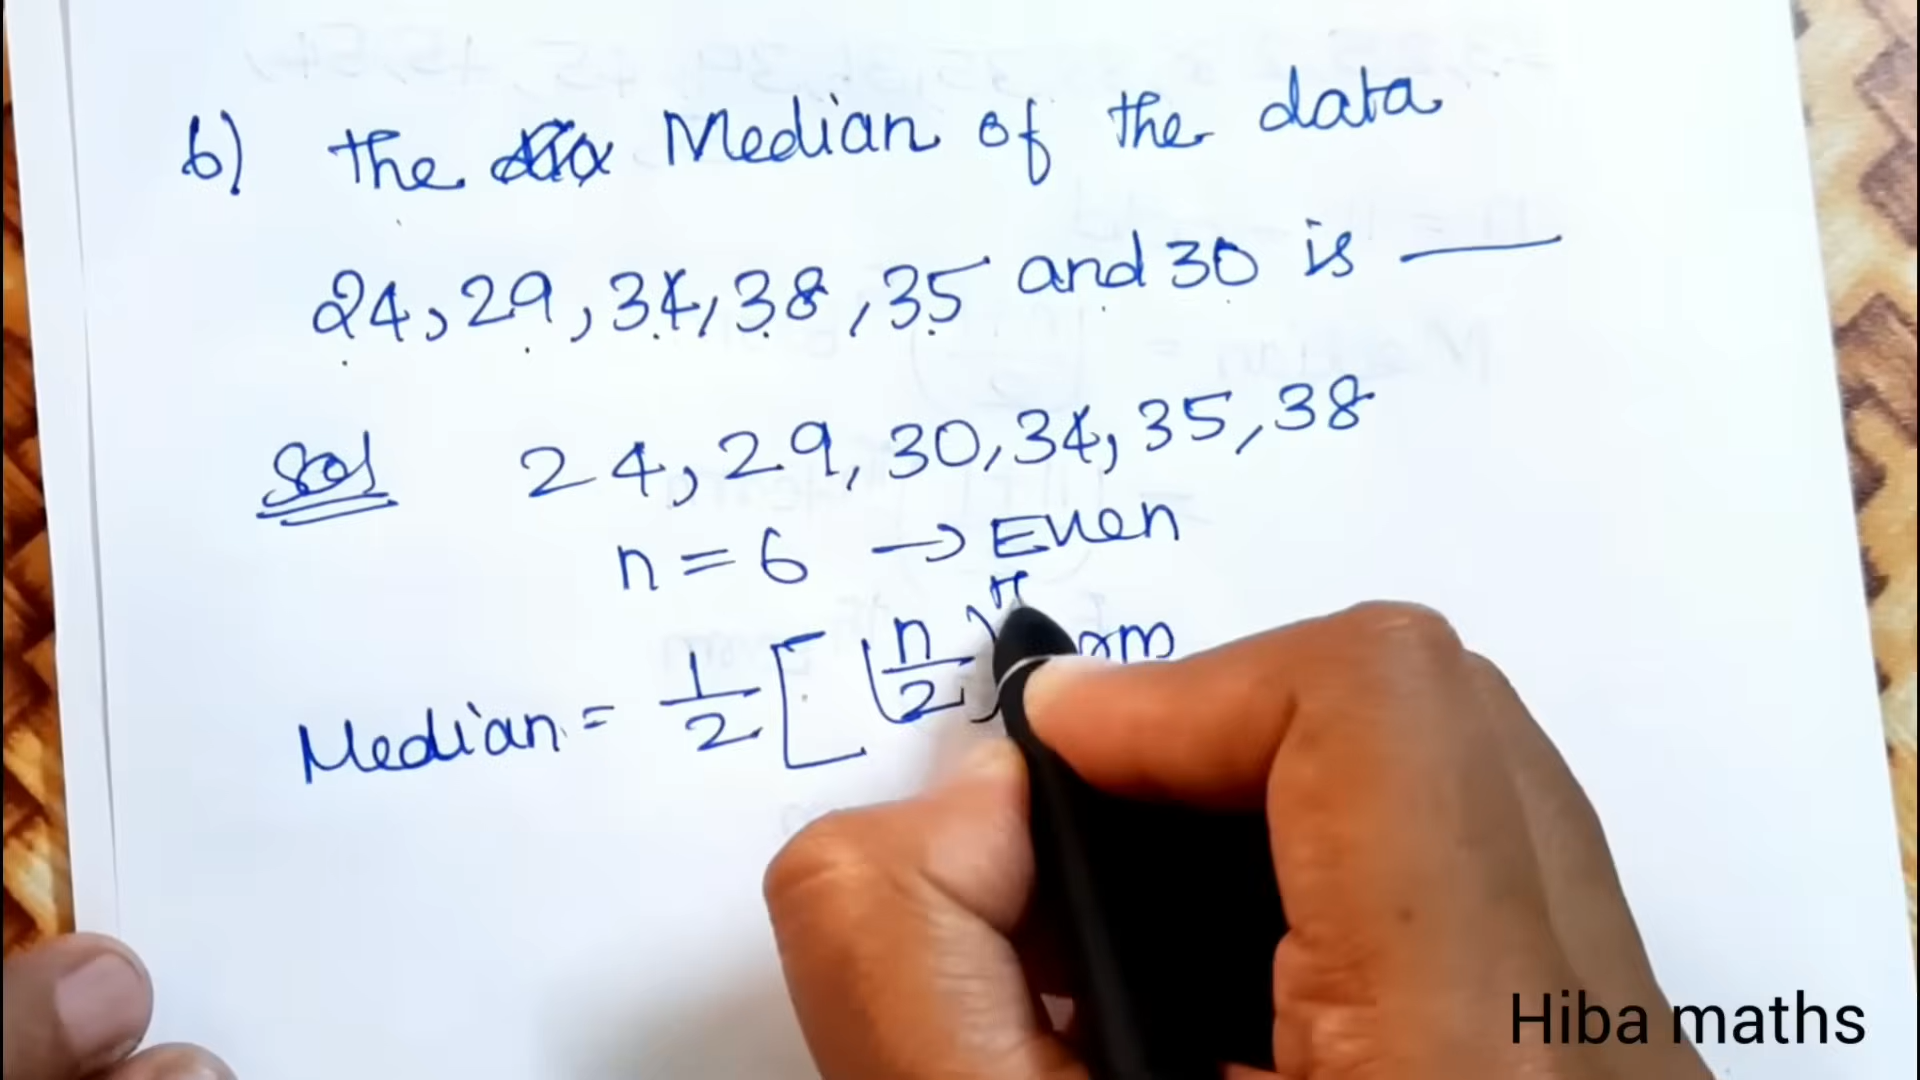 b) the Median of the data
24, 29, 34, 38, 35 and 30 is —
Sol 24, 29, 30, 34, 35, 38
n = 6 → Even
Median = 1/2 [ (n/2)
Hiba maths